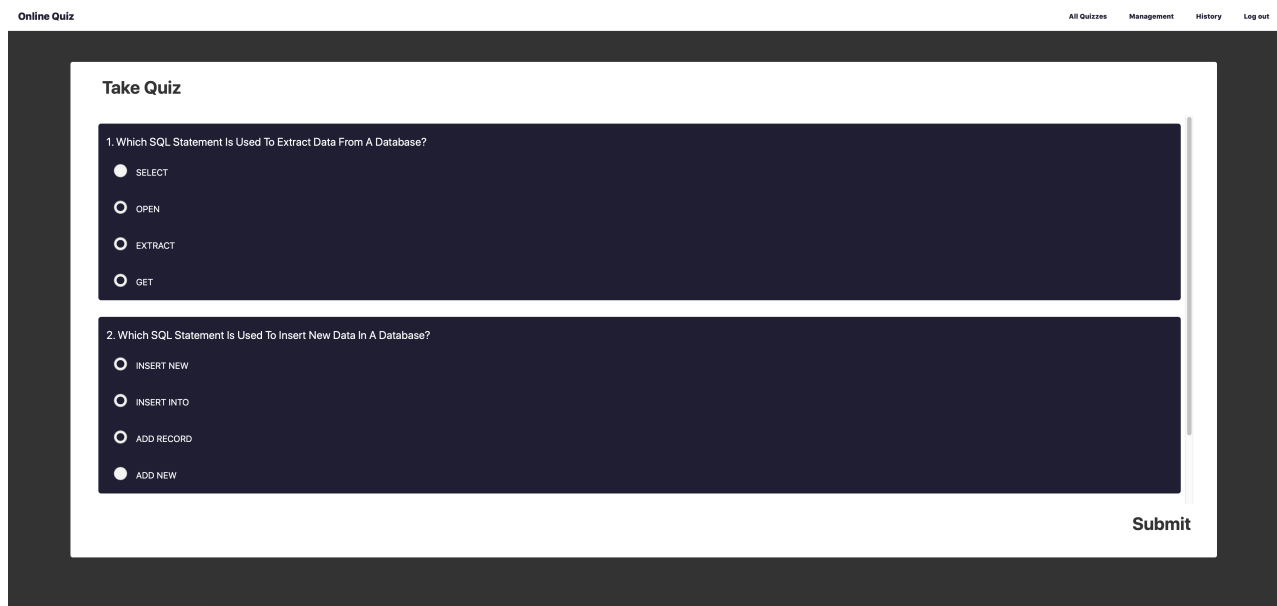 Online Quiz
All Quizzes Management History Log out
Take Quiz
1. Which SQL Statement Is Used To Extract Data From A Database?
SELECT
OPEN
EXTRACT
GET
2. Which SQL Statement Is Used To Insert New Data In A Database?
INSERT NEW
INSERT INTO
ADD RECORD
ADD NEW
Submit